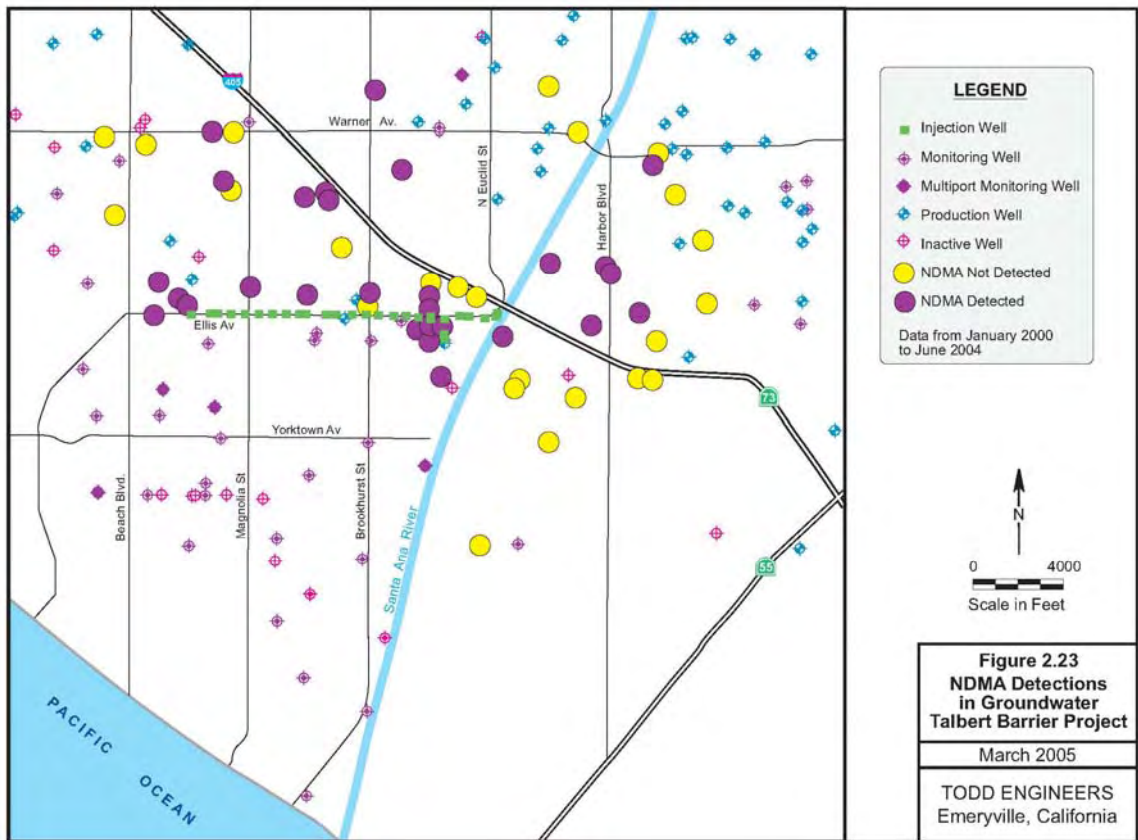 405
Warner Av.
N Euclid St
Harbor Blvd
Ellis Av
Yorktown Av
Beach Blvd.
Magnolia St
Brookhurst St
Santa Ana River
73
55
PACIFIC
OCEAN
LEGEND
Injection Well
Monitoring Well
Multiport Monitoring Well
Production Well
Inactive Well
NDMA Not Detected
NDMA Detected
Data from January 2000
to June 2004
N
0 4000
Scale in Feet
Figure 2.23
NDMA Detections
in Groundwater
Talbert Barrier Project
March 2005
TODD ENGINEERS
Emeryville, California